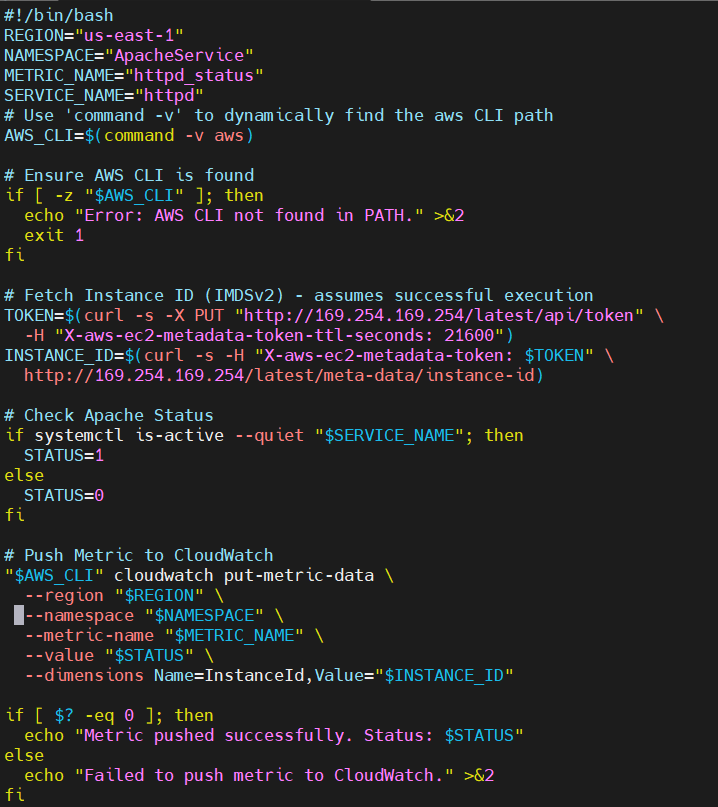 #!/bin/bash
REGION="us-east-1"
NAMESPACE="ApacheService"
METRIC_NAME="httpd_status"
SERVICE_NAME="httpd"
# Use 'command -v' to dynamically find the aws CLI path
AWS_CLI=$(command -v aws)

# Ensure AWS CLI is found
if [ -z "$AWS_CLI" ]; then
  echo "Error: AWS CLI not found in PATH." >&2
  exit 1
fi

# Fetch Instance ID (IMDSv2) - assumes successful execution
TOKEN=$(curl -s -X PUT "http://169.254.169.254/latest/api/token" \
  -H "X-aws-ec2-metadata-token-ttl-seconds: 21600")
INSTANCE_ID=$(curl -s -H "X-aws-ec2-metadata-token: $TOKEN" \
  http://169.254.169.254/latest/meta-data/instance-id)

# Check Apache Status
if systemctl is-active --quiet "$SERVICE_NAME"; then
  STATUS=1
else
  STATUS=0
fi

# Push Metric to CloudWatch
"$AWS_CLI" cloudwatch put-metric-data \
  --region "$REGION" \
  --namespace "$NAMESPACE" \
  --metric-name "$METRIC_NAME" \
  --value "$STATUS" \
  --dimensions Name=InstanceId,Value="$INSTANCE_ID"

if [ $? -eq 0 ]; then
  echo "Metric pushed successfully. Status: $STATUS"
else
  echo "Failed to push metric to CloudWatch." >&2
fi